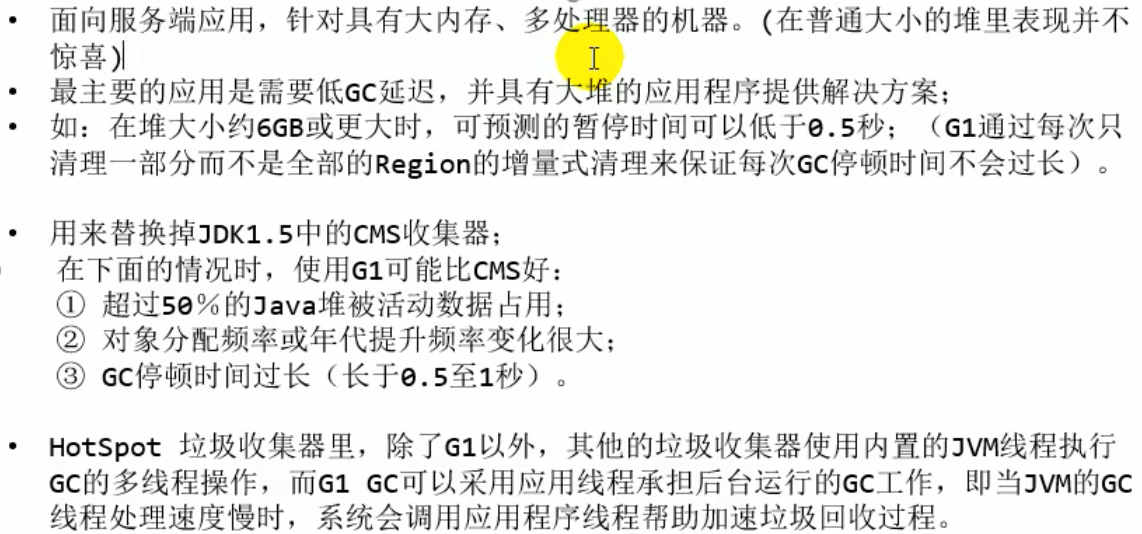 • 面向服务端应用，针对具有大内存、多处理器的机器。(在普通大小的堆里表现并不
惊喜)
• 最主要的应用是需要低GC延迟，并具有大堆的应用程序提供解决方案；
• 如：在堆大小约6GB或更大时，可预测的暂停时间可以低于0.5秒；（G1通过每次只
清理一部分而不是全部的Region的增量式清理来保证每次GC停顿时间不会过长）。
• 用来替换掉JDK1.5中的CMS收集器；
在下面的情况时，使用G1可能比CMS好：
① 超过50％的Java堆被活动数据占用；
② 对象分配频率或年代提升频率变化很大；
③ GC停顿时间过长（长于0.5至1秒）。
• HotSpot 垃圾收集器里，除了G1以外，其他的垃圾收集器使用内置的JVM线程执行
GC的多线程操作，而G1 GC可以采用应用线程承担后台运行的GC工作，即当JVM的GC
线程处理速度慢时，系统会调用应用程序线程帮助加速垃圾回收过程。